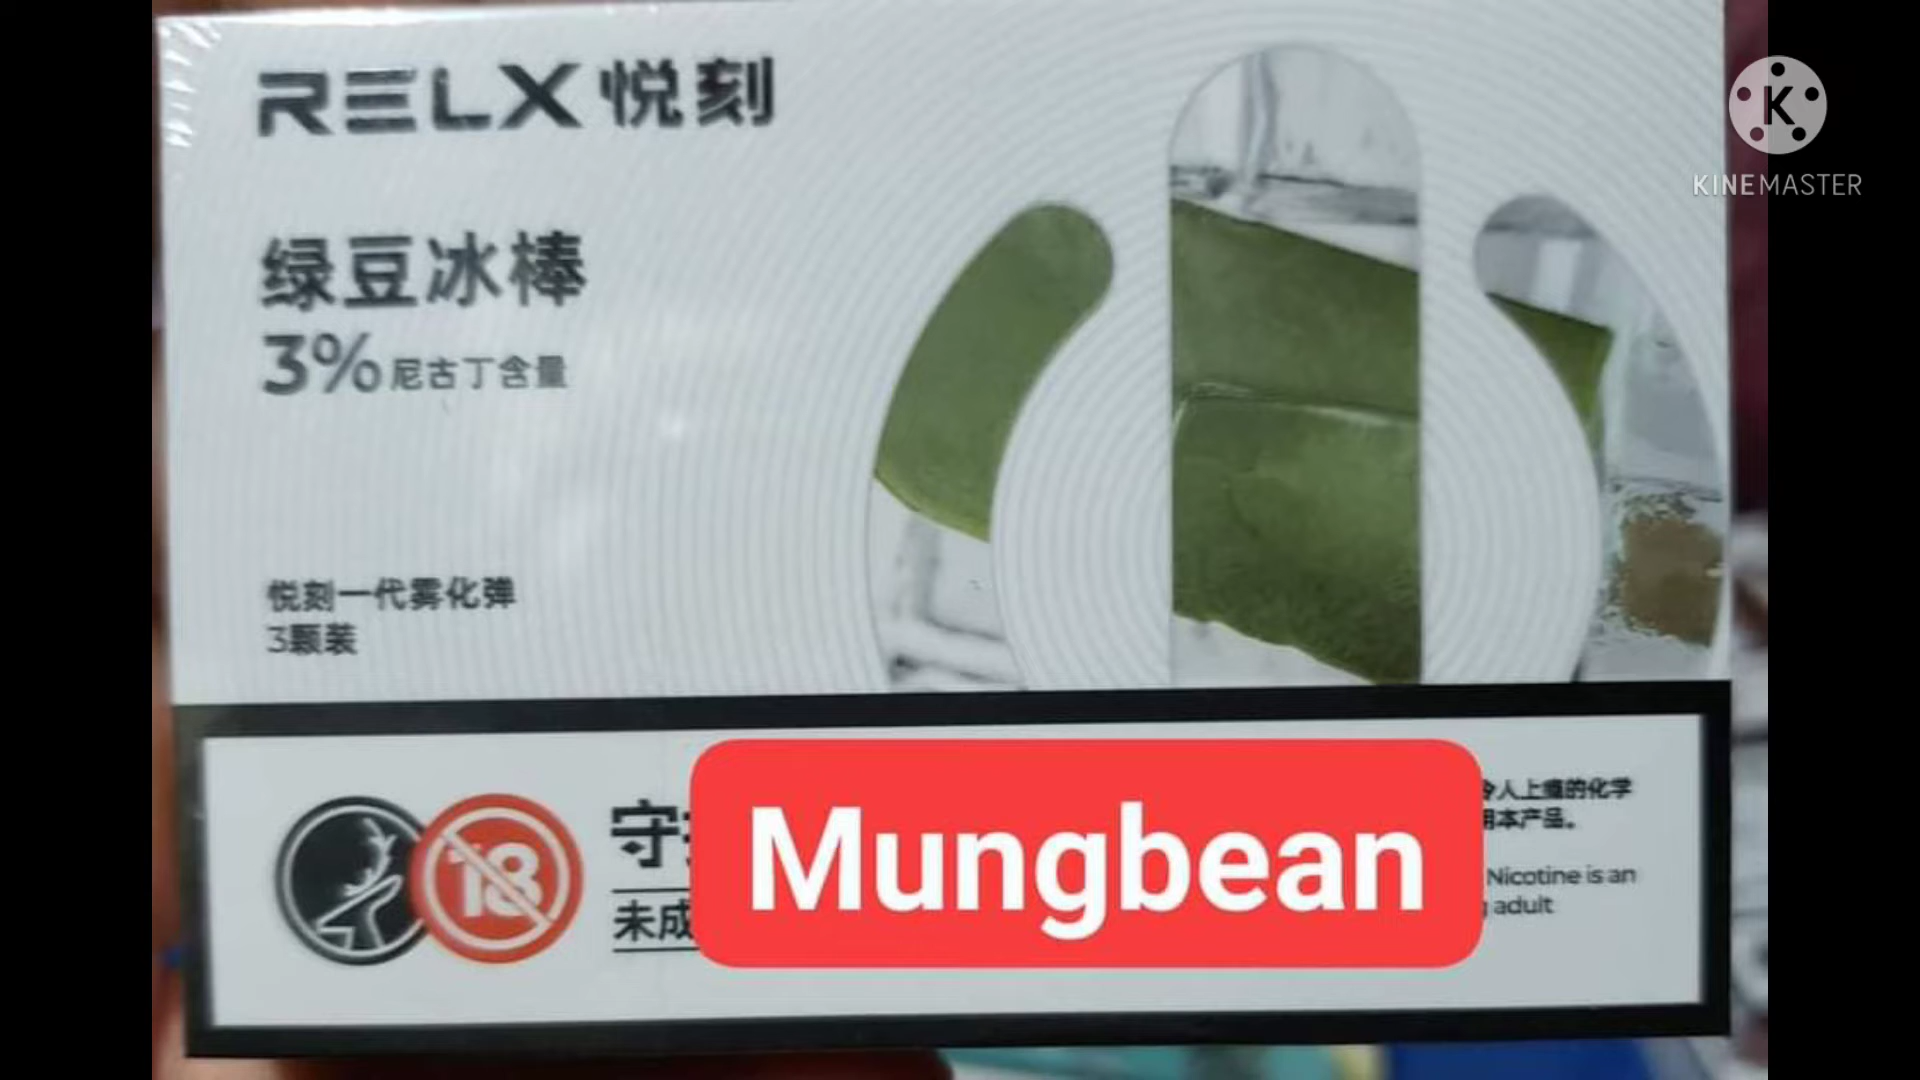 RELX 悦刻
K
KINEMASTER
绿豆冰棒
3% 尼古丁含量
悦刻一代雾化弹
3颗装
18
守
未成
Mungbean
令人上瘾的化学
用本产品。
Nicotine is an
adult